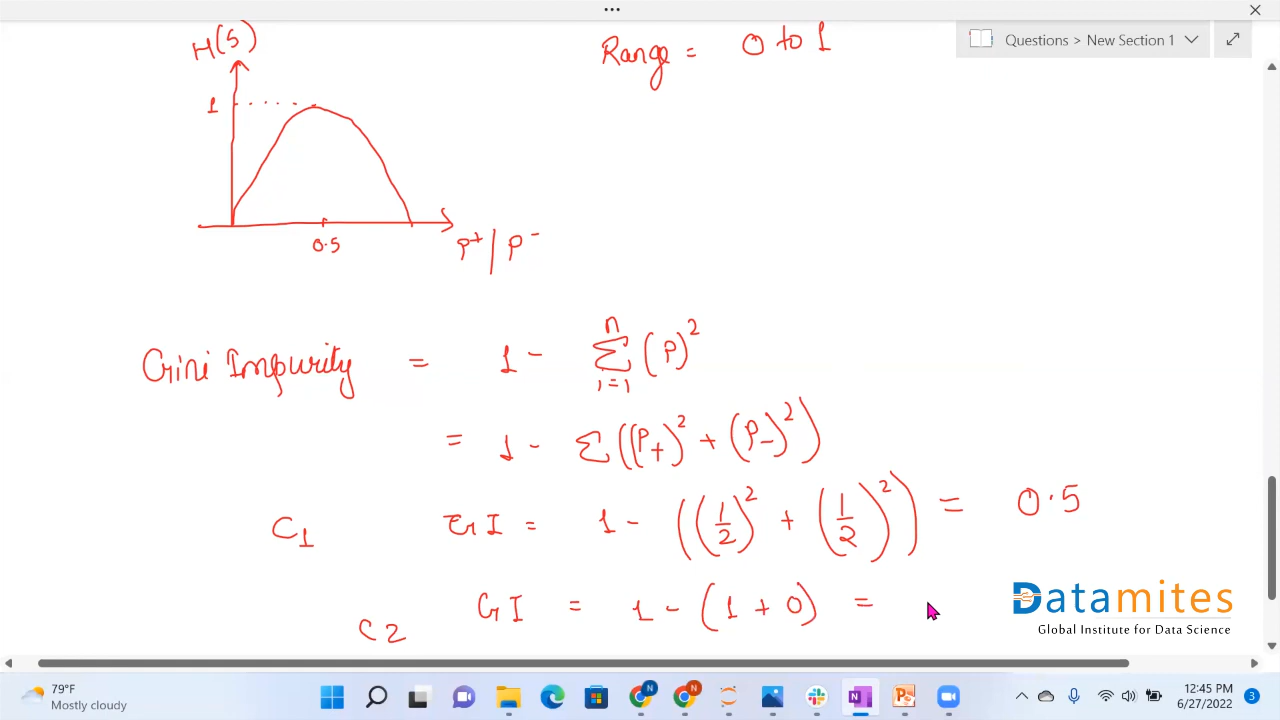 ...
H(S)
Range = 0 to 1
Questions > New Section 1
1
0.5
P+ | P-
Gini Impurity = 1 - n Σ i=1 (P)²
= 1 - Σ((P+)² + (P-)²)
C1 GI = 1 - ((1/2)² + (1/2)²) = 0.5
C2 GI = 1 - (1 + 0) =
Datamites
Global Institute for Data Science
79°F
Mostly cloudy
N
N
N
P
12:45 PM
6/27/2022
3